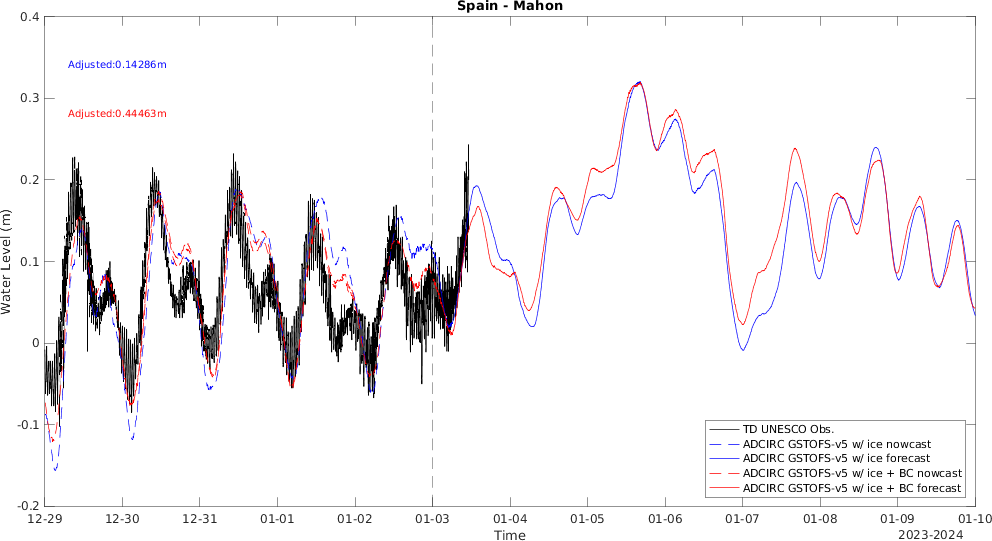 Spain - Mahon
0.4
0.3
0.2
0.1
0
-0.1
-0.2
Water Level (m)
Adjusted:0.14286m
Adjusted:0.44463m
TD UNESCO Obs.
ADCIRC GSTOFS-v5 w/ ice nowcast
ADCIRC GSTOFS-v5 w/ ice forecast
ADCIRC GSTOFS-v5 w/ ice + BC nowcast
ADCIRC GSTOFS-v5 w/ ice + BC forecast
12-29 12-30 12-31 01-01 01-02 01-03 01-04 01-05 01-06 01-07 01-08 01-09 01-10
Time
2023-2024